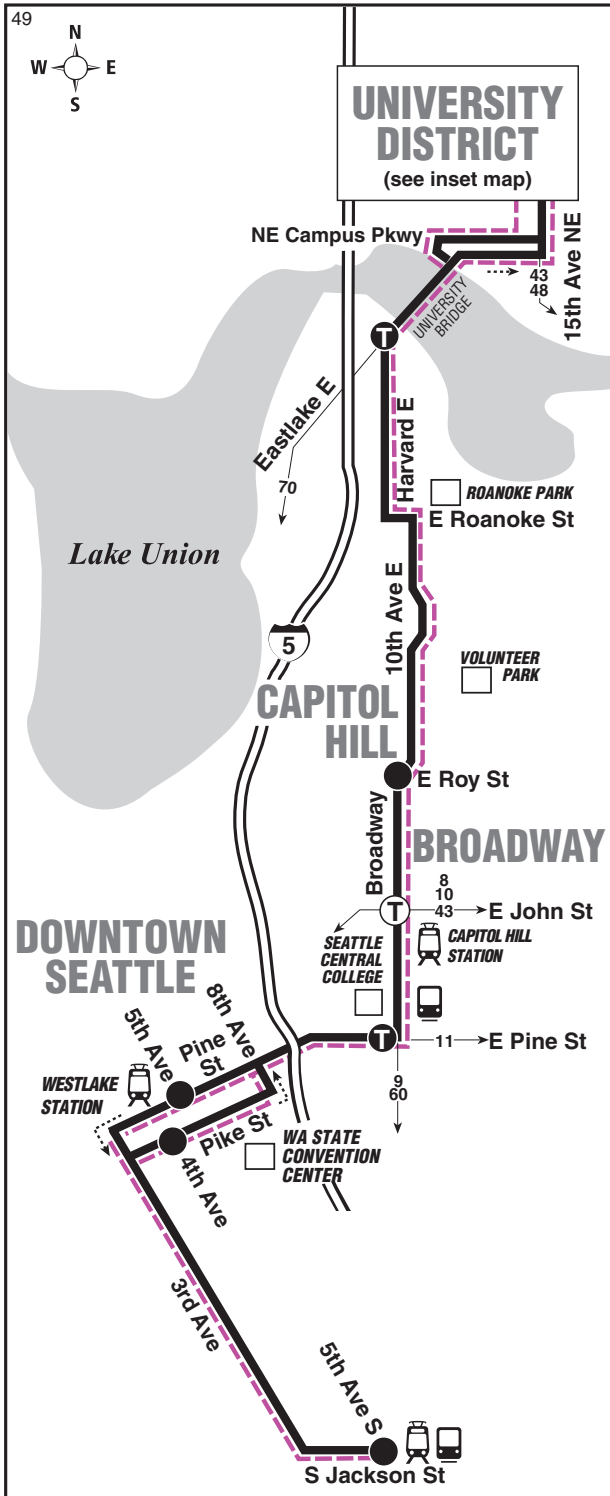 49
N
W
E
S
UNIVERSITY
DISTRICT
(see inset map)
NE Campus Pkwy
43
48
15th Ave NE
UNIVERSITY
BRIDGE
T
Eastlake E
70
Harvard E
ROANOKE PARK
E Roanoke St
Lake Union
5
10th Ave E
VOLUNTEER
PARK
CAPITOL
HILL
E Roy St
Broadway
BROADWAY
8
10
43
E John St
T
CAPITOL HILL
STATION
SEATTLE
CENTRAL
COLLEGE
DOWNTOWN
SEATTLE
T
11
E Pine St
9
60
8th Ave
5th Ave
Pine
St
WESTLAKE
STATION
Pike St
4th Ave
WA STATE
CONVENTION
CENTER
3rd Ave
5th Ave S
S Jackson St